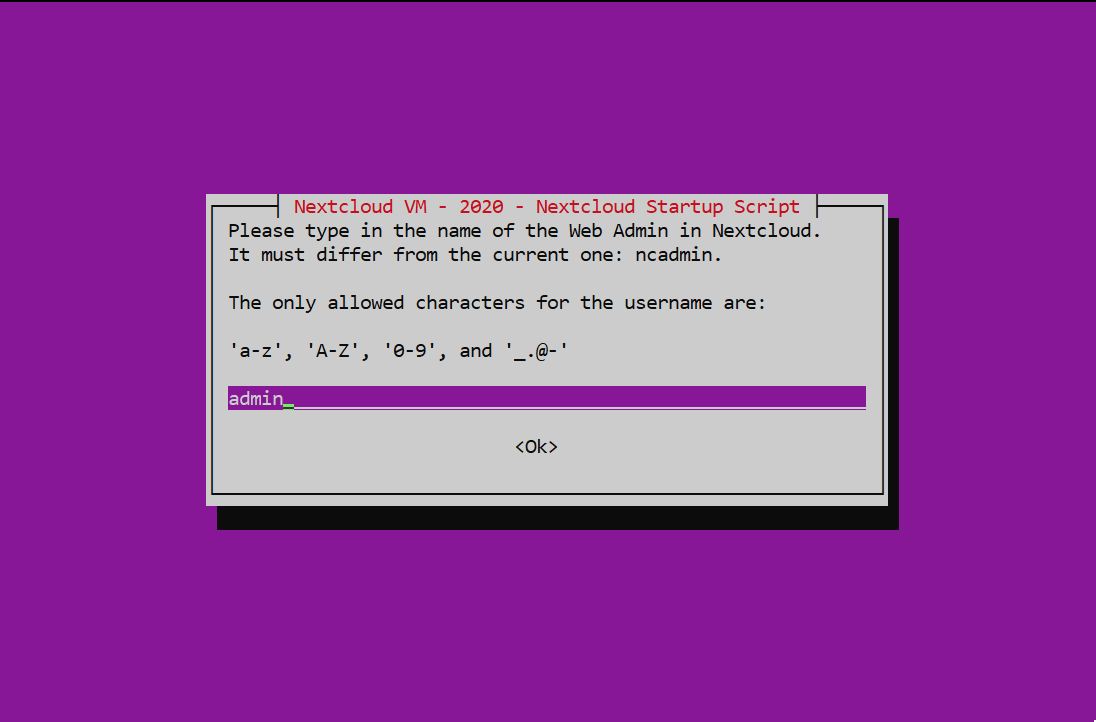 Nextcloud VM - 2020 - Nextcloud Startup Script
Please type in the name of the Web Admin in Nextcloud.
It must differ from the current one: ncadmin.
The only allowed characters for the username are:
'a-z', 'A-Z', '0-9', and '_.@-'
admin
<Ok>